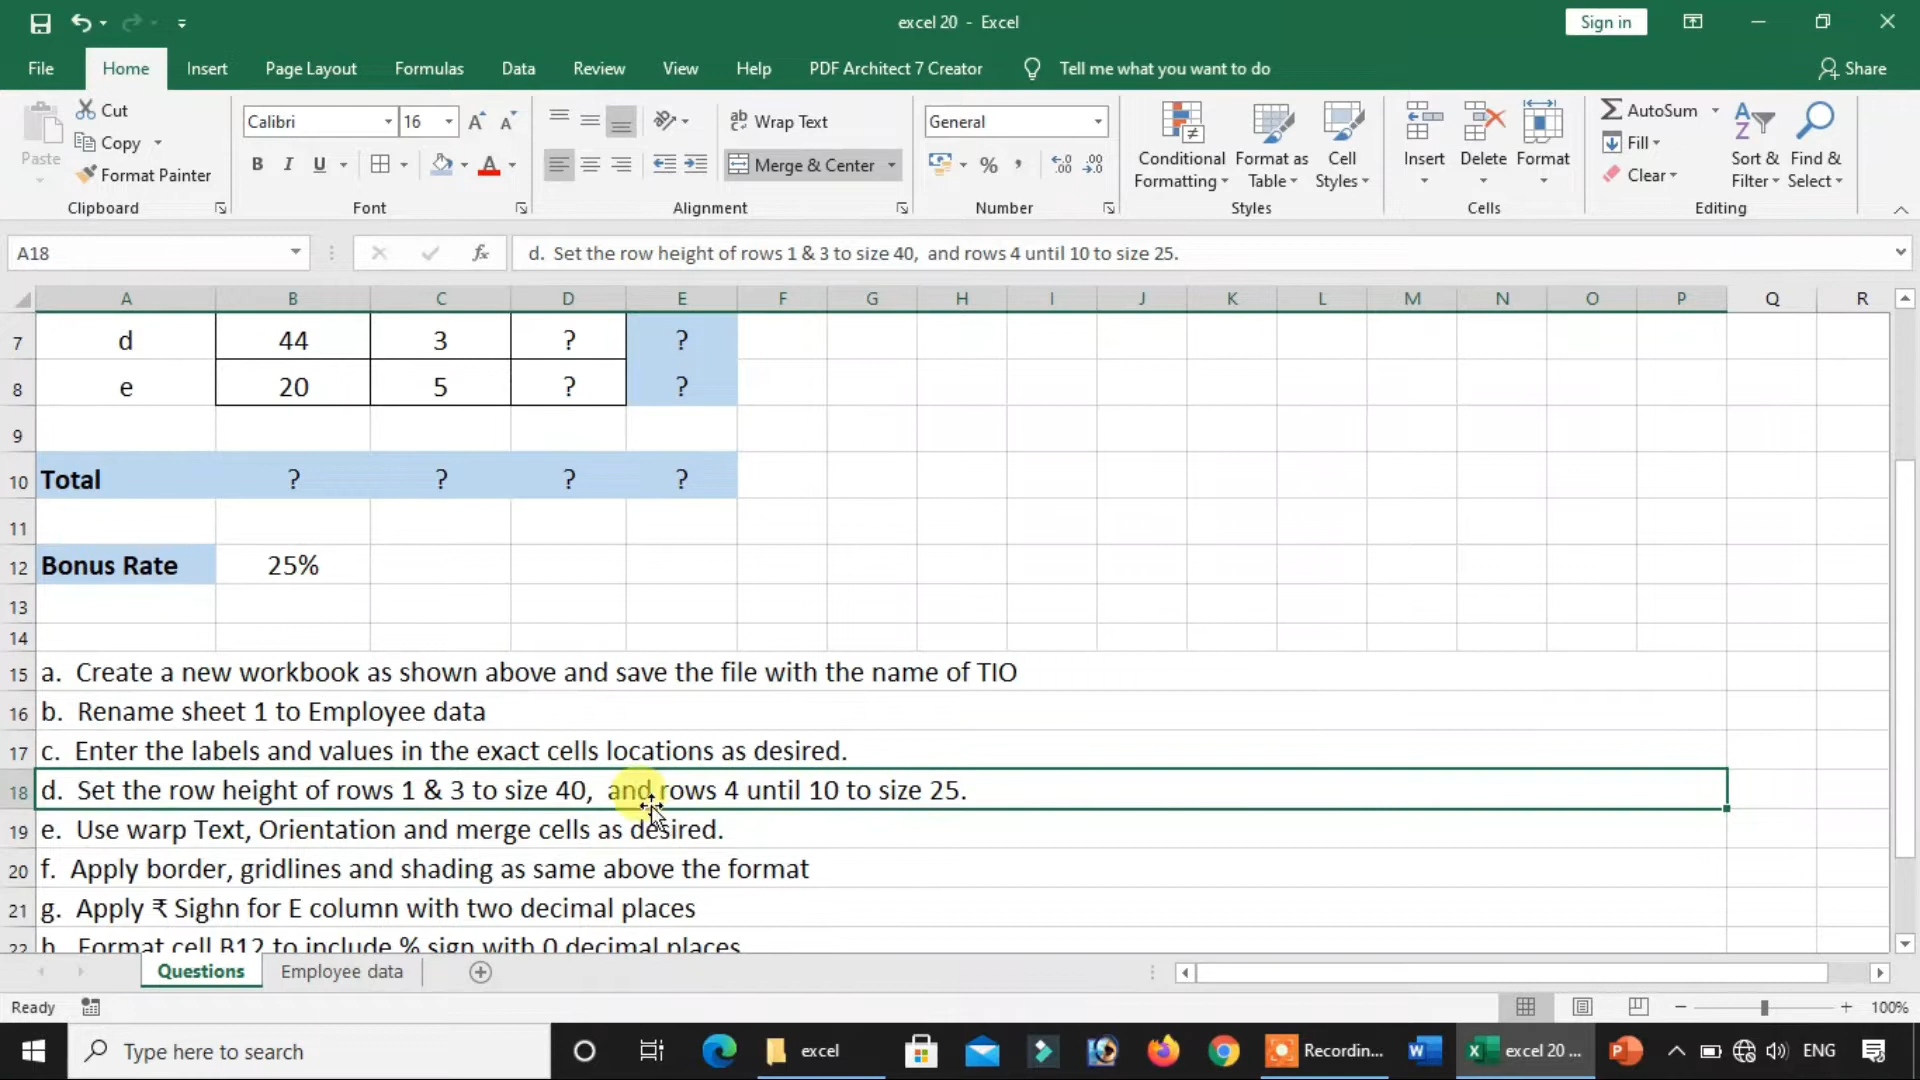 excel 20 - Excel
Sign in
File Home Insert Page Layout Formulas Data Review View Help PDF Architect 7 Creator Tell me what you want to do Share
Paste
Cut
Copy
Format Painter
Clipboard
Calibri 16
B I U
Font
Wrap Text
Merge & Center
Alignment
General
%
Number
Conditional Formatting
Format as Table
Cell Styles
Styles
Insert Delete Format
Cells
AutoSum
Fill
Clear
Sort & Filter
Find & Select
Editing
A18 fx d. Set the row height of rows 1 & 3 to size 40, and rows 4 until 10 to size 25.
A B C D E F G H I J K L M N O P Q R
7 d 44 3 ? ?
8 e 20 5 ? ?
9
10 Total ? ? ? ?
11
12 Bonus Rate 25%
13
14
15 a. Create a new workbook as shown above and save the file with the name of TIO
16 b. Rename sheet 1 to Employee data
17 c. Enter the labels and values in the exact cells locations as desired.
18 d. Set the row height of rows 1 & 3 to size 40, and rows 4 until 10 to size 25.
19 e. Use warp Text, Orientation and merge cells as desired.
20 f. Apply border, gridlines and shading as same above the format
21 g. Apply ₹ Sighn for E column with two decimal places
22 h. Format cell B12 to include % sign with 0 decimal places
Questions Employee data
Ready 100%
Type here to search excel Recordin... excel 20 ... ENG